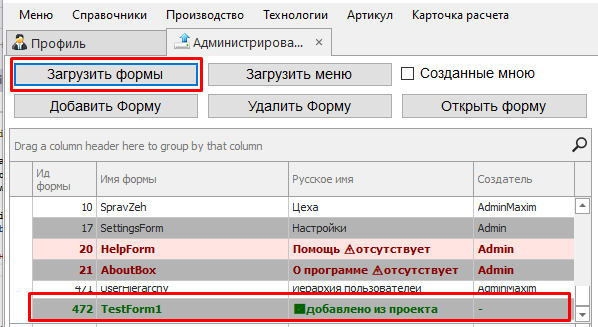 Меню Справочники Производство Технологии Артикул Карточка расчета
Профиль Администрирова... ×
Загрузить формы Загрузить меню Созданные мною
Добавить Форму Удалить Форму Открыть форму
Drag a column header here to group by that column
Ид формы Имя формы Русское имя Создатель
10 SpravZeh Цеха AdminMaxim
17 SettingsForm Настройки Admin
20 HelpForm Помощь ⚠отсутствует Admin
21 AboutBox О программе ⚠отсутствует Admin
471 UserHierarchy Иерархия пользователей AdminMaxim
472 TestForm1 добавлено из проекта -